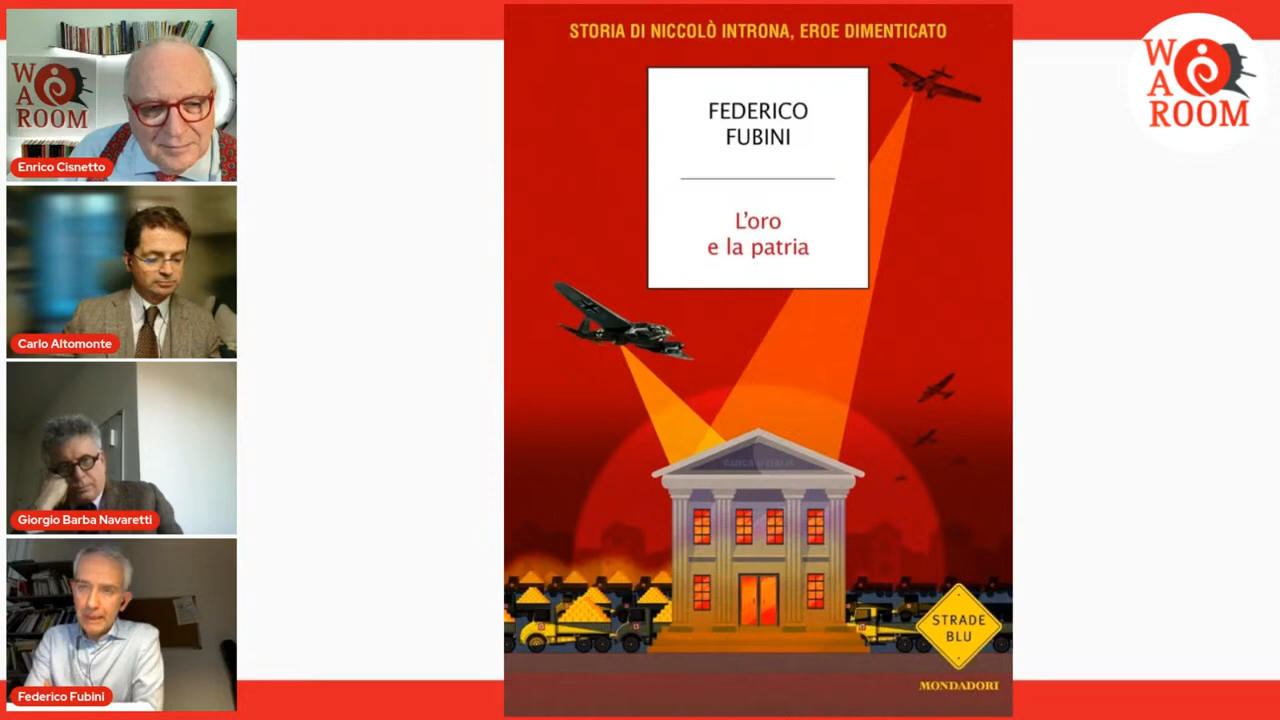 W
A
ROOM
Enrico Cisnetto
Carlo Altomonte
Giorgio Barba Navaretti
Federico Fubini
STORIA DI NICCOLÒ INTRONA, EROE DIMENTICATO
FEDERICO
FUBINI
L'oro
e la patria
STRADE
BLU
MONDADORI
W
A
ROOM